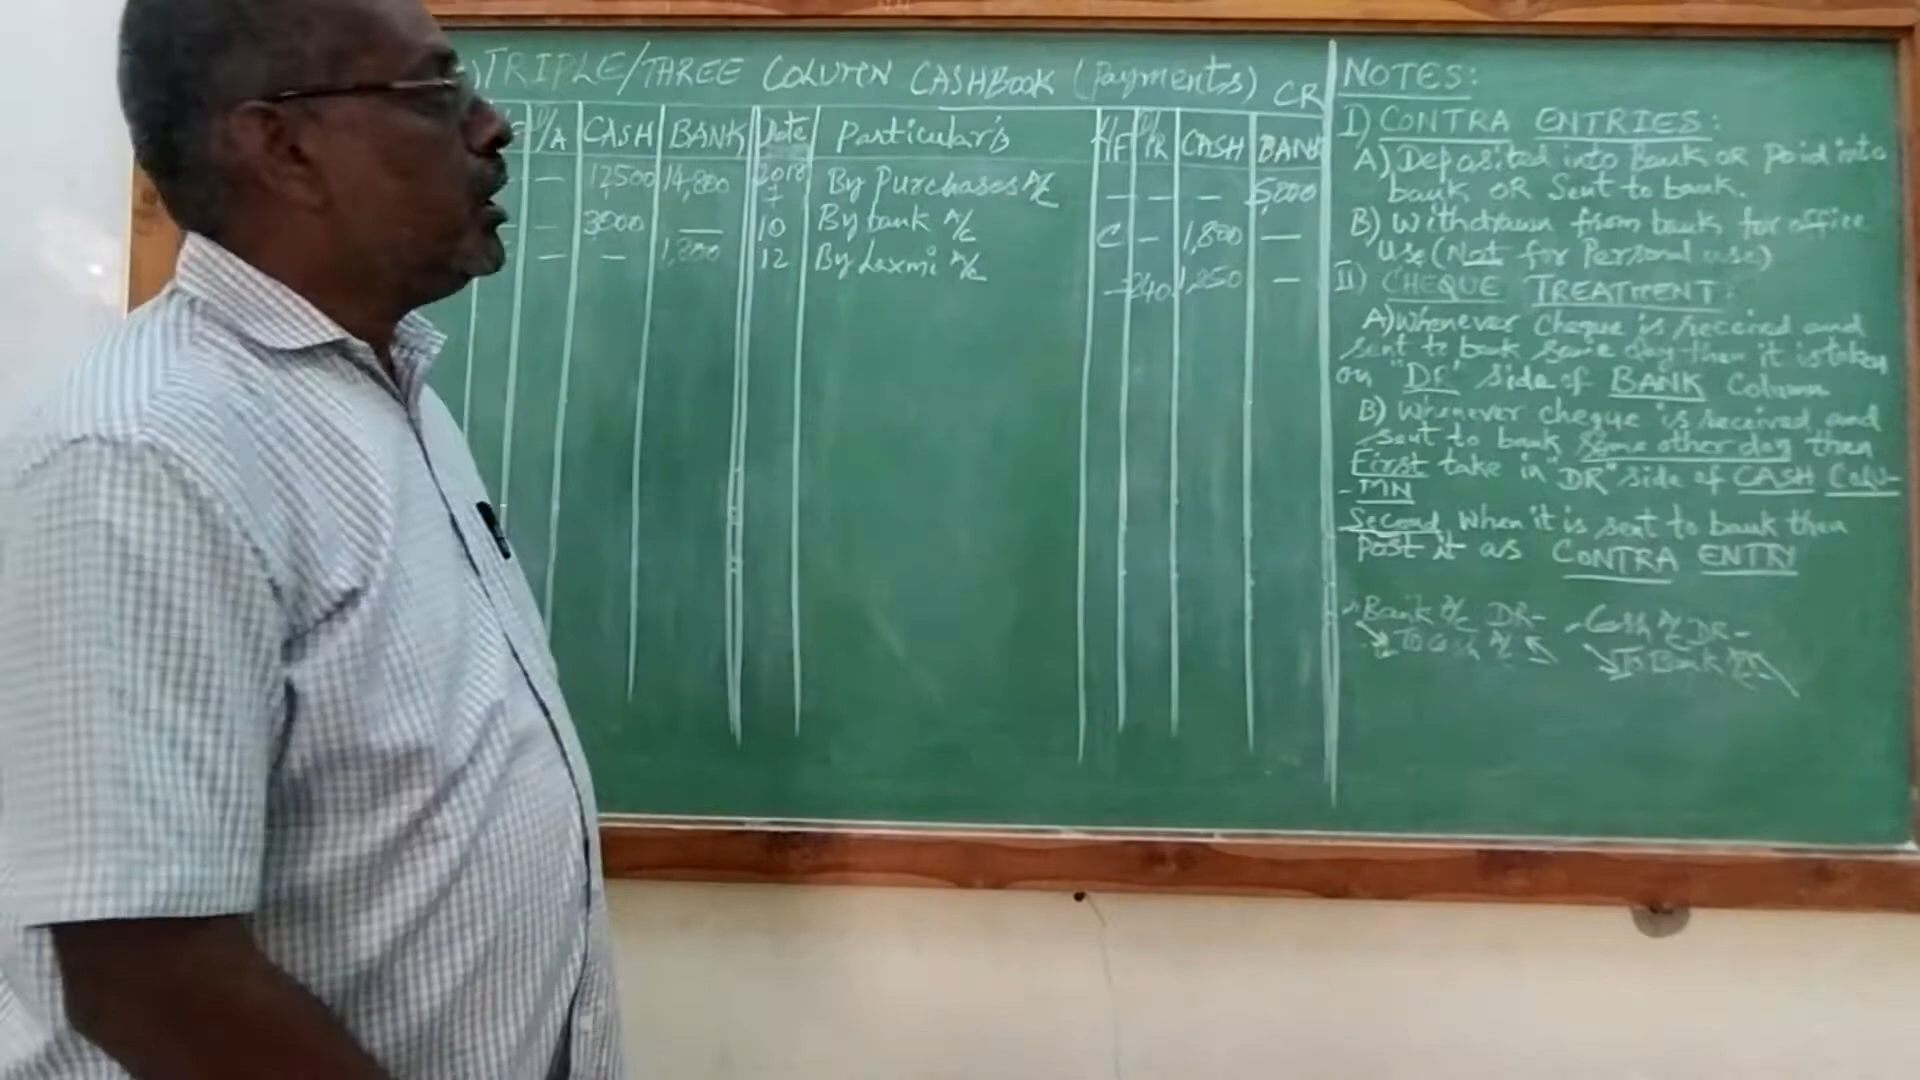 TRIPLE/THREE COLUMN CASHBOOK (Payments) CR
D/A CASH BANK Date Particulars L/F D/R CASH BANK
— 12500 14,800 2018 By Purchases A/c — — — 5,000
— 3000 — 10 By bank A/c C — 1,800 —
— — 1,800 12 By Laxmi A/c — 240 1,250 —
NOTES:
I) CONTRA ENTRIES:
A) Deposited into Bank OR Paid into
bank OR Sent to bank.
B) Withdrawn from bank for office
Use (Not for Personal use)
II) CHEQUE TREATMENT:
A) Whenever cheque is received and
sent to bank same day then it is taken
on "DR" side of BANK Column
B) Whenever cheque is received and
sent to bank some other day then
First take in "DR" side of CASH COLU-
-MN
Second When it is sent to bank then
Post it as CONTRA ENTRY
Bank A/c DR- Cash A/c DR-
To Cash A/c To Bank A/c